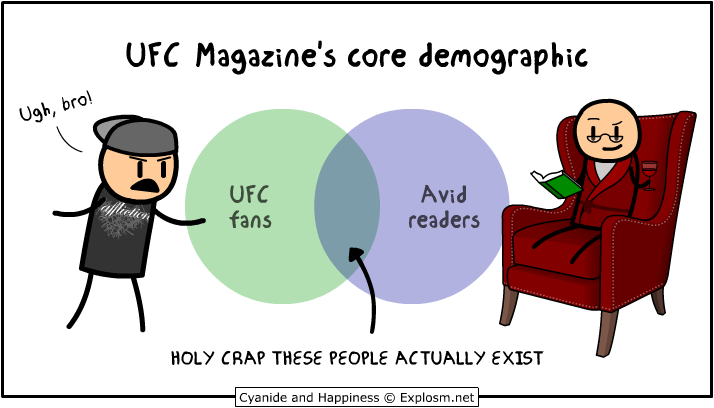 UFC Magazine's core demographic
Ugh, bro!
affliction
UFC
fans
Avid
readers
HOLY CRAP THESE PEOPLE ACTUALLY EXIST
Cyanide and Happiness © Explosm.net